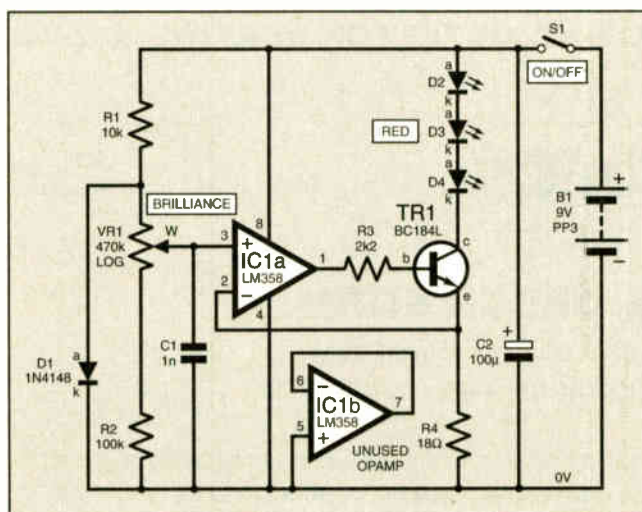 S1
ON/OFF
a
D2
k
a
RED
D3
k
a
D4
k
R1
10k
BRILLIANCE
VR1
470k
LOG
W
8
3
+
IC1a
LM358
2
−
1
4
R3
2k2
TR1
BC184L
b
c
e
B1
9V
PP3
+
−
C1
1n
a
D1
1N4148
k
R2
100k
6
−
IC1b
LM358
7
5
+
UNUSED
OPAMP
+
C2
100μ
R4
18Ω
0V